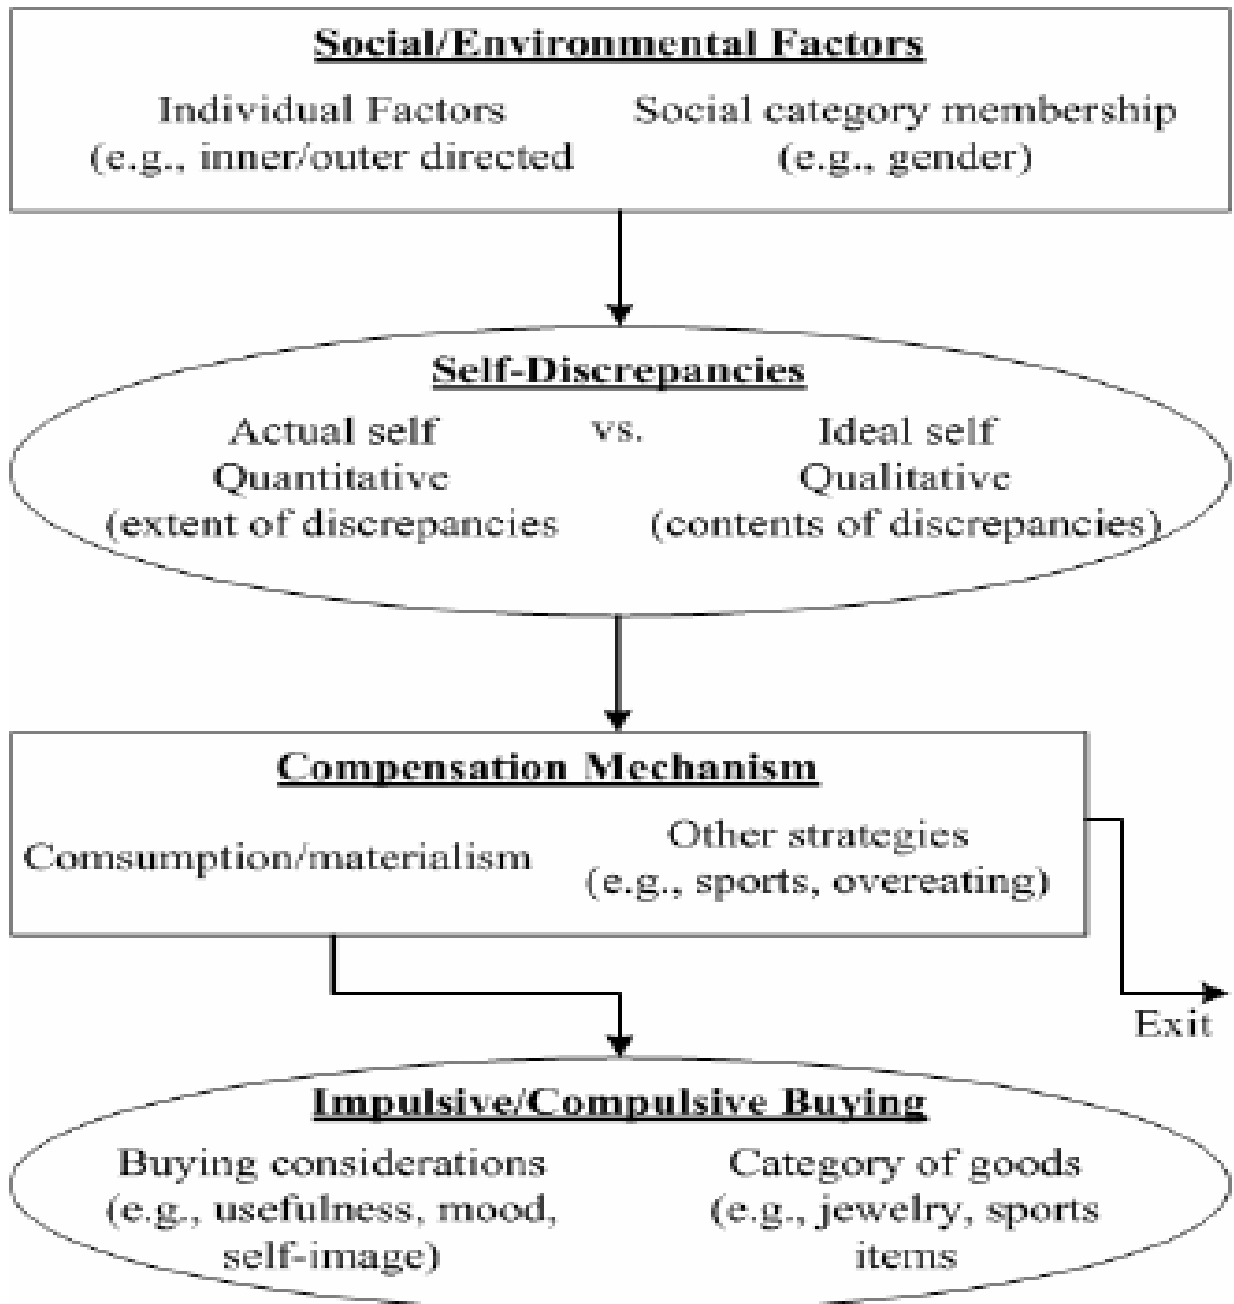 Social/Environmental Factors
Individual Factors
(e.g., inner/outer directed
Social category membership
(e.g., gender)
Self-Discrepancies
Actual self vs. Ideal self
Quantitative
(extent of discrepancies
Qualitative
(contents of discrepancies)
Compensation Mechanism
Comsumption/materialism
Other strategies
(e.g., sports, overeating)
Exit
Impulsive/Compulsive Buying
Buying considerations
(e.g., usefulness, mood,
self-image)
Category of goods
(e.g., jewelry, sports
items